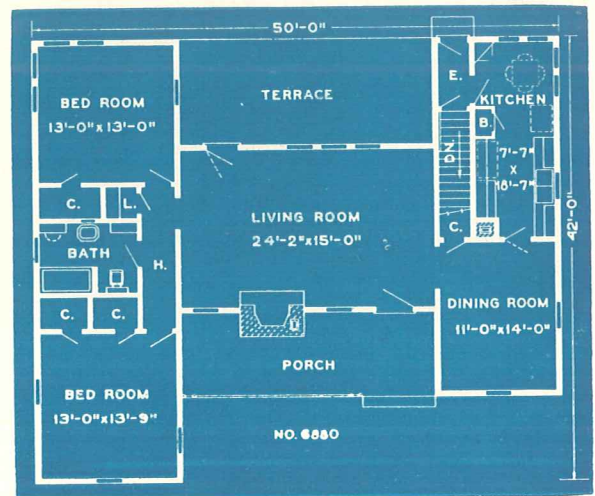 50'-0"
BED ROOM
13'-0"x13'-0"
TERRACE
E.
KITCHEN
B.
7'-7"
x
18'-7"
DN.
C.
L.
LIVING ROOM
24'-2"x15'-0"
C.
42'-0"
BATH
H.
C.
C.
DINING ROOM
11'-0"x14'-0"
PORCH
BED ROOM
13'-0"x13'-9"
NO. 6880